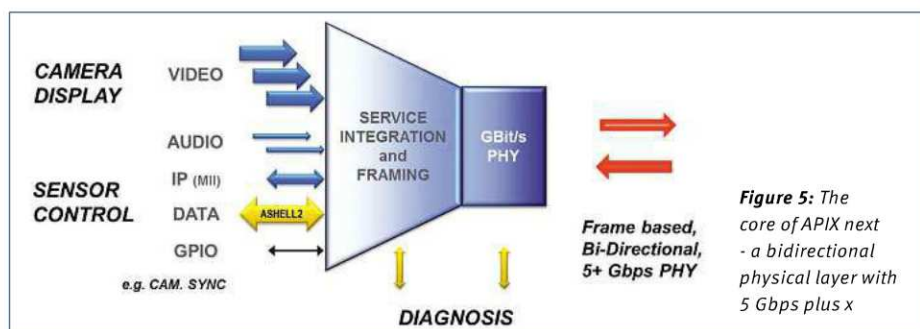 CAMERA
DISPLAY
VIDEO
AUDIO
SENSOR
CONTROL
IP (MII)
DATA
ASHELL2
GPIO
e.g. CAM. SYNC
SERVICE
INTEGRATION
and
FRAMING
GBit/s
PHY
DIAGNOSIS
Frame based,
Bi-Directional,
5+ Gbps PHY
Figure 5: The
core of APIX next
- a bidirectional
physical layer with
5 Gbps plus x